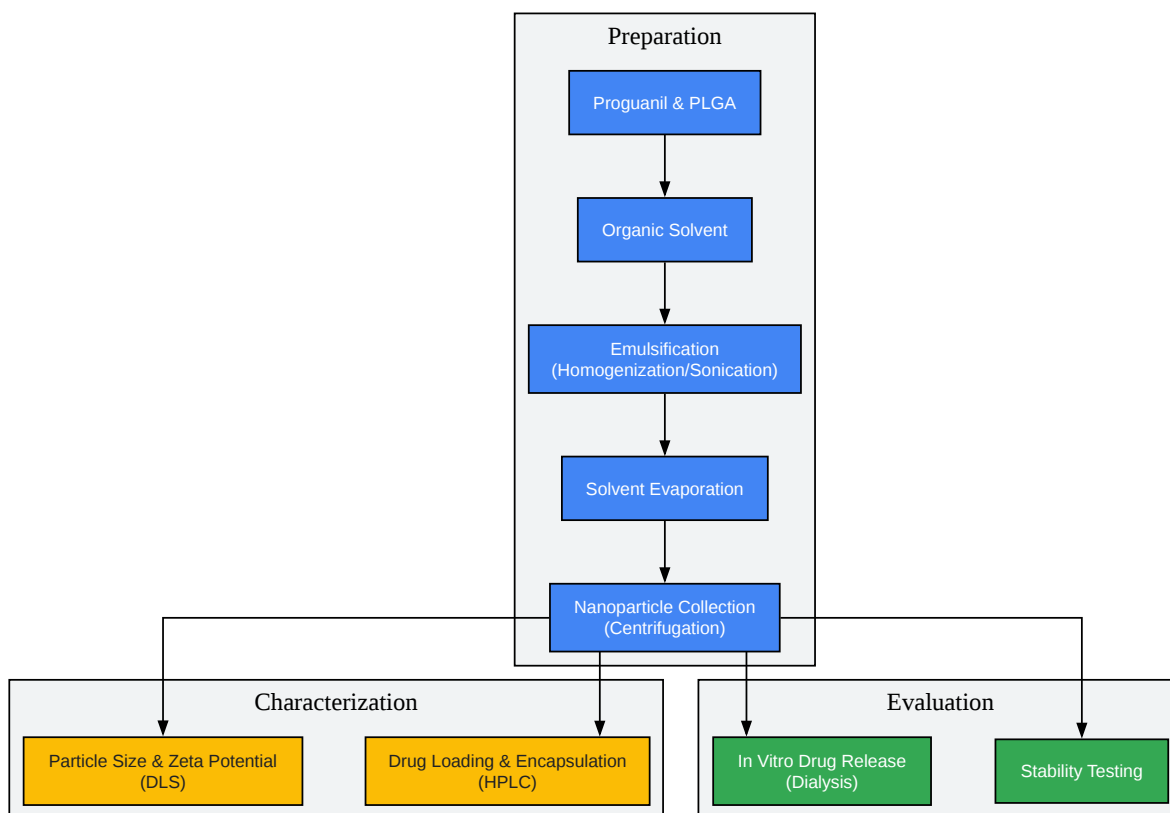 Preparation
Proguanil & PLGA
Organic Solvent
Emulsification
(Homogenization/Sonication)
Solvent Evaporation
Nanoparticle Collection
(Centrifugation)
Characterization
Particle Size & Zeta Potential
(DLS)
Drug Loading & Encapsulation
(HPLC)
Evaluation
In Vitro Drug Release
(Dialysis)
Stability Testing